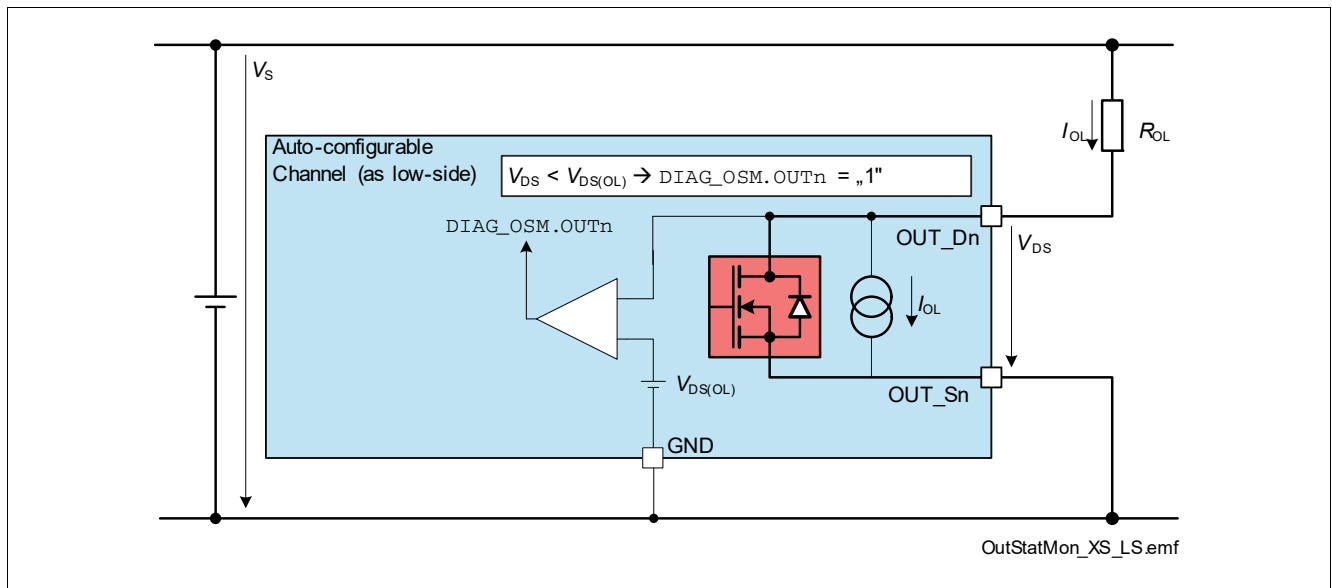 VS
Auto-configurable
Channel (as low-side)
VDS < VDS(OL) → DIAG_OSM.OUTn = „1"
DIAG_OSM.OUTn
IOL
ROL
OUT_Dn
VDS
IOL
VDS(OL)
OUT_Sn
GND
OutStatMon_XS_LS.emf